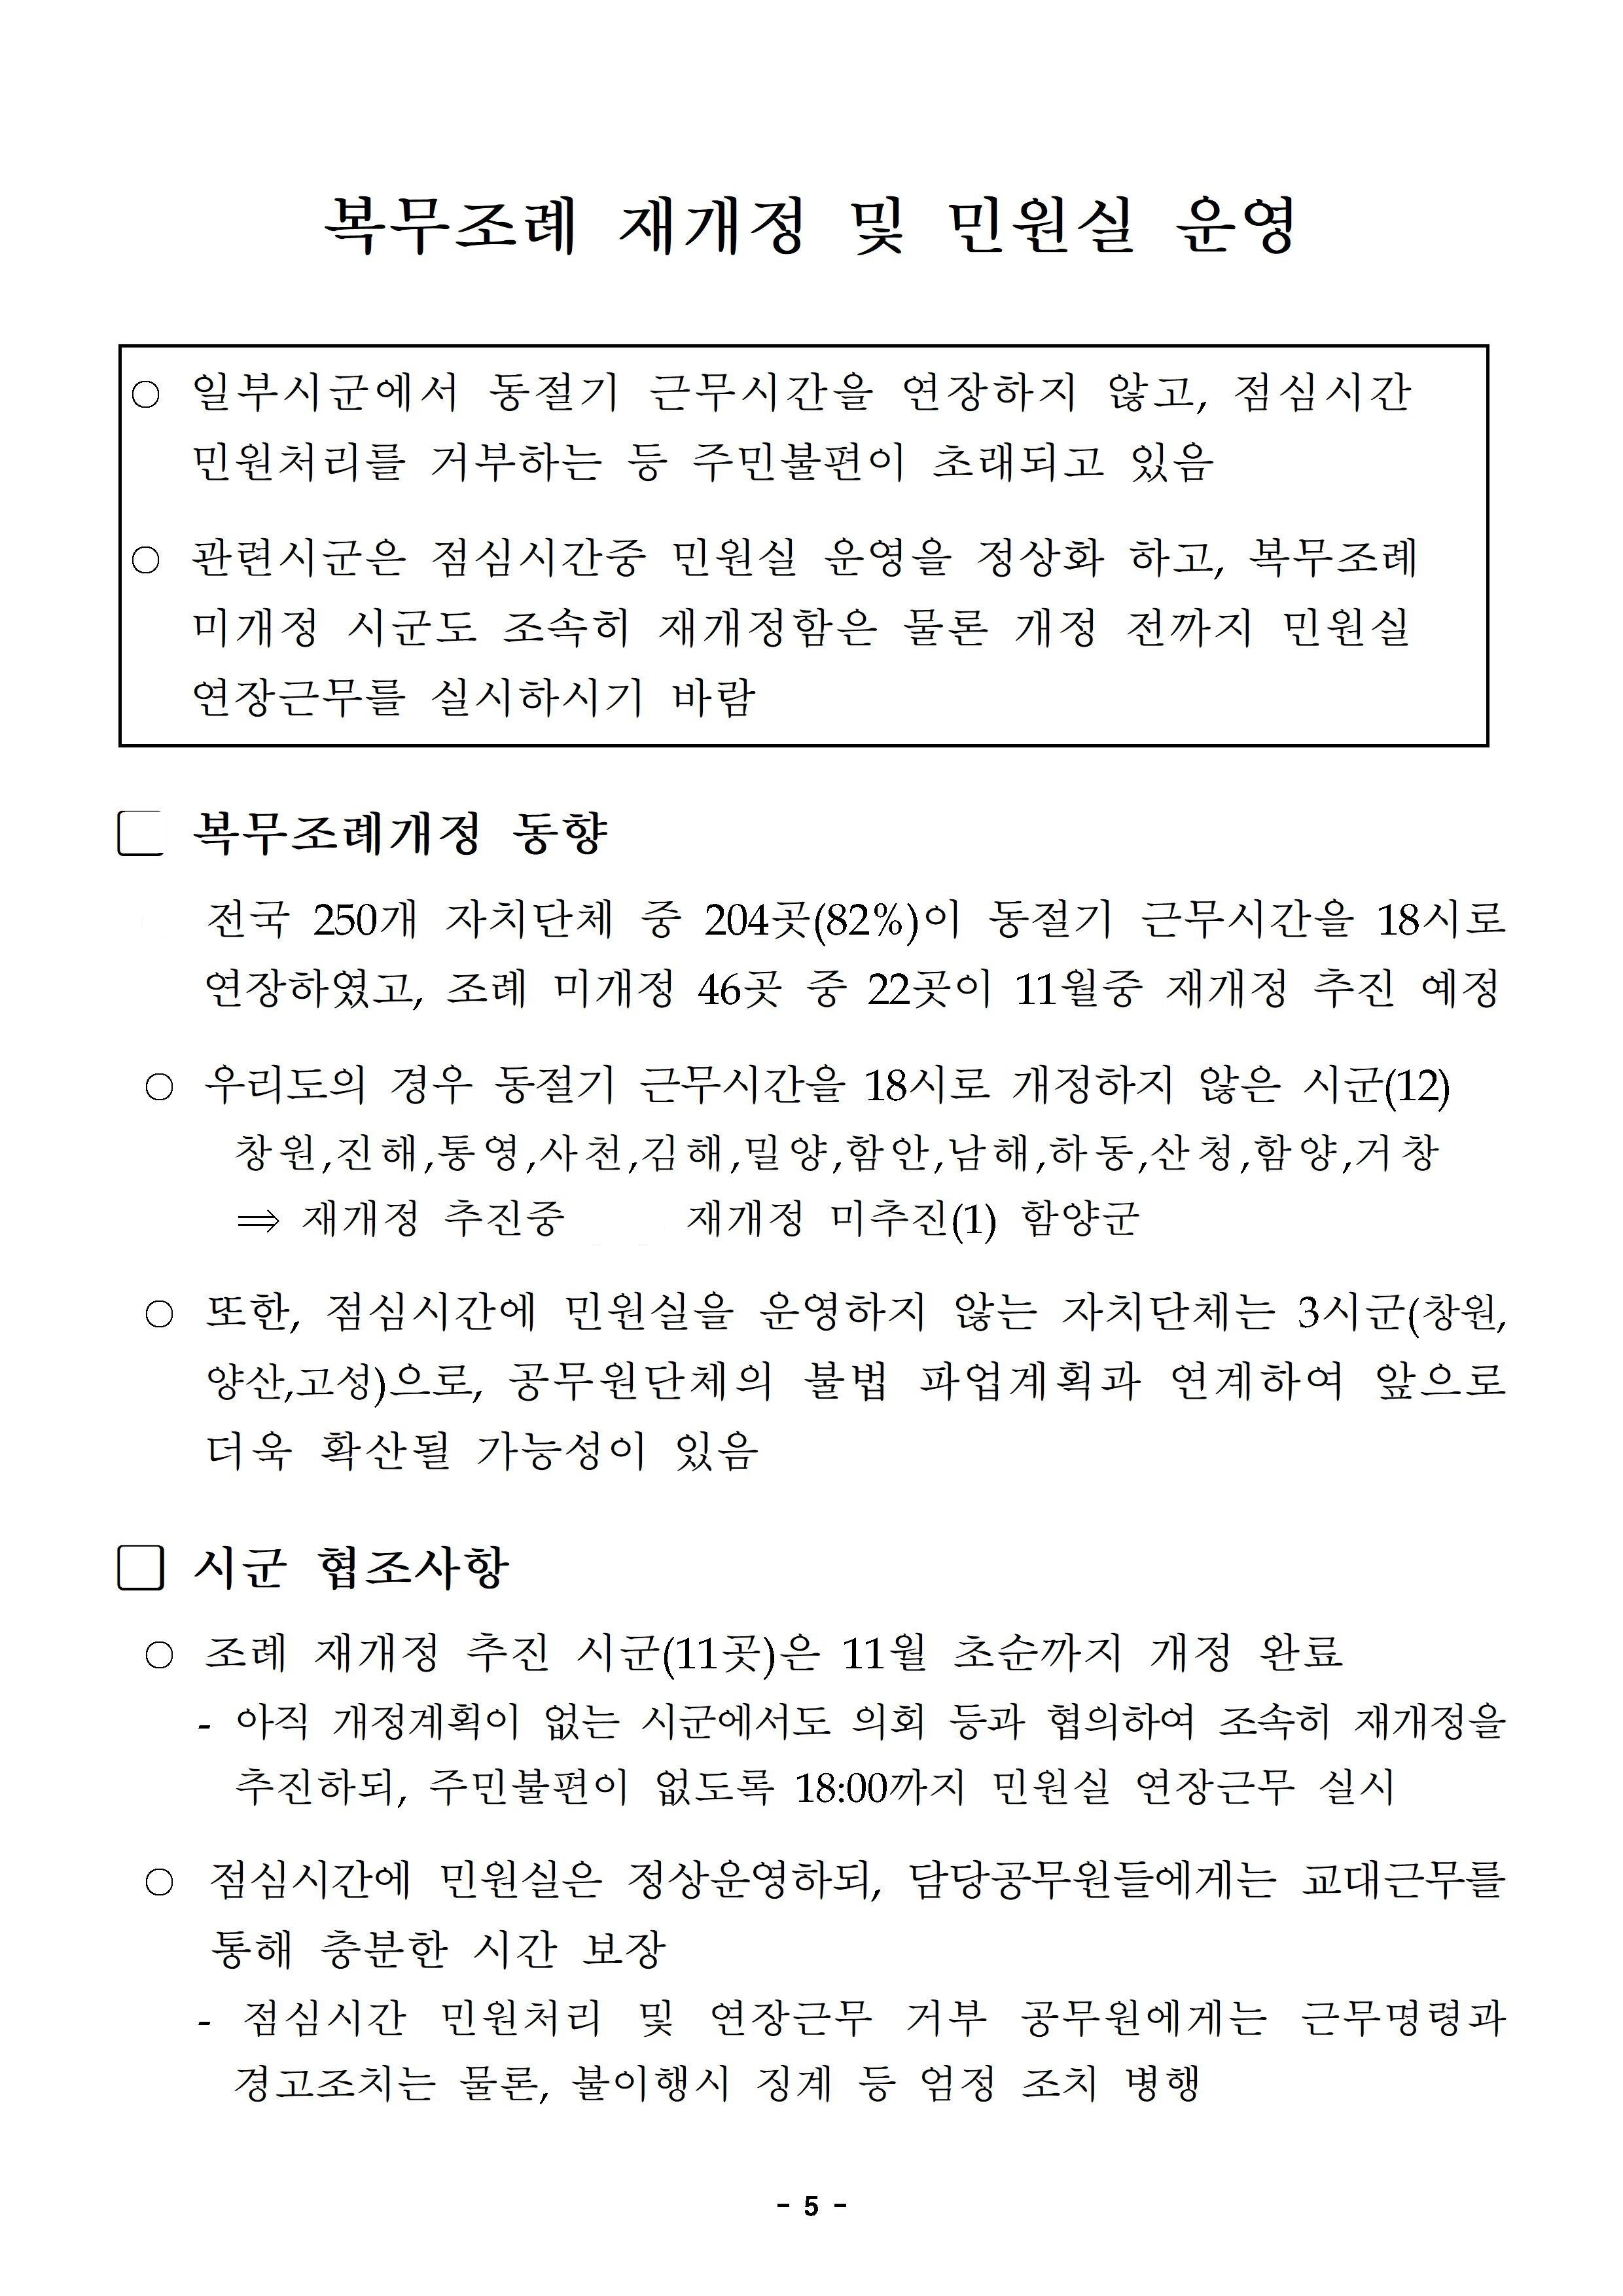 복무조례 재개정 및 민원실 운영
○ 일부시군에서 동절기 근무시간을 연장하지 않고, 점심시간
민원처리를 거부하는 등 주민불편이 초래되고 있음
○ 관련시군은 점심시간중 민원실 운영을 정상화 하고, 복무조례
미개정 시군도 조속히 재개정함은 물론 개정 전까지 민원실
연장근무를 실시하시기 바람
□ 복무조례개정 동향
전국 250개 자치단체 중 204곳(82%)이 동절기 근무시간을 18시로
연장하였고, 조례 미개정 46곳 중 22곳이 11월중 재개정 추진 예정
○ 우리도의 경우 동절기 근무시간을 18시로 개정하지 않은 시군(12)
창원,진해,통영,사천,김해,밀양,함안,남해,하동,산청,함양,거창
⇒ 재개정 추진중 재개정 미추진(1) 함양군
○ 또한, 점심시간에 민원실을 운영하지 않는 자치단체는 3시군(창원,
양산,고성)으로, 공무원단체의 불법 파업계획과 연계하여 앞으로
더욱 확산될 가능성이 있음
□ 시군 협조사항
○ 조례 재개정 추진 시군(11곳)은 11월 초순까지 개정 완료
- 아직 개정계획이 없는 시군에서도 의회 등과 협의하여 조속히 재개정을
추진하되, 주민불편이 없도록 18:00까지 민원실 연장근무 실시
○ 점심시간에 민원실은 정상운영하되, 담당공무원들에게는 교대근무를
통해 충분한 시간 보장
- 점심시간 민원처리 및 연장근무 거부 공무원에게는 근무명령과
경고조치는 물론, 불이행시 징계 등 엄정 조치 병행
- 5 -